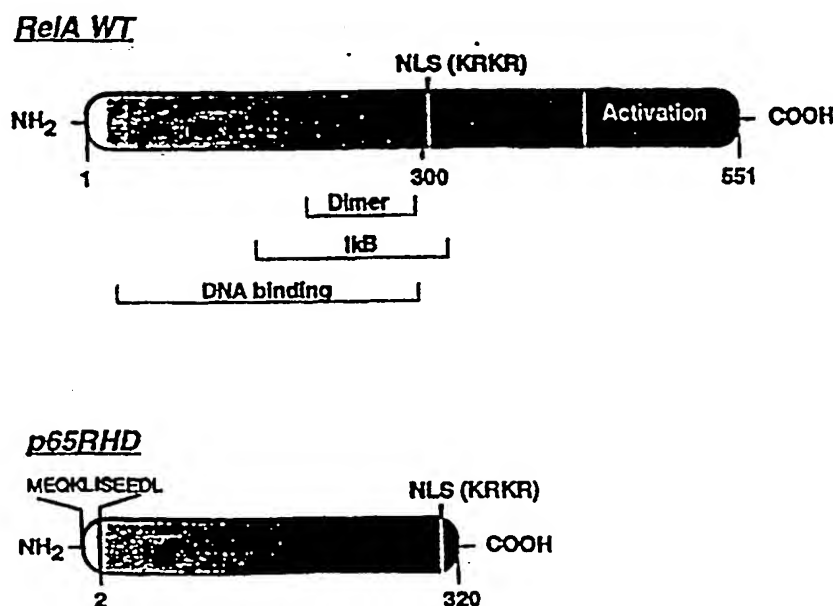 RelA WT
NLS (KRKR)
NH2
Activation
COOH
1
300
551
Dimer
IkB
DNA binding
p65RHD
MEQKLISEEDL
NLS (KRKR)
NH2
COOH
2
320